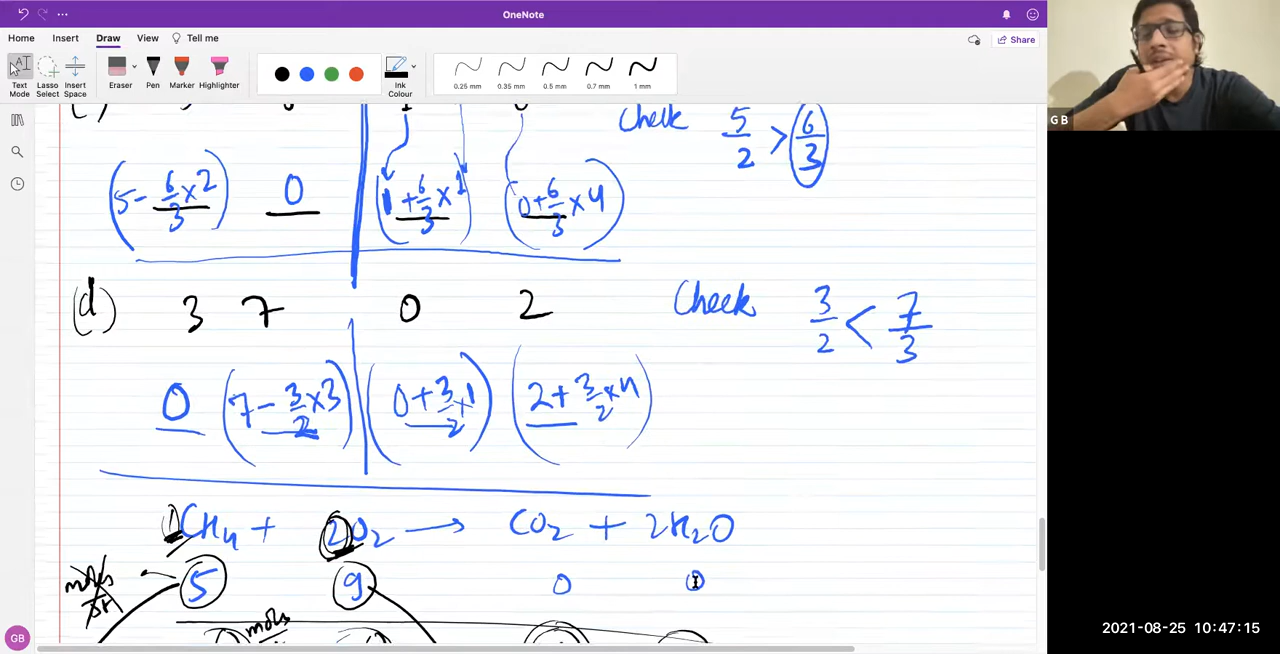 OneNote
Home Insert Draw View Tell me
Share
Text Mode
Lasso Select
Insert Space
Eraser
Pen
Marker
Highlighter
0.25 mm
0.35 mm
0.5 mm
0.7 mm
1 mm
Ink Colour
G B
Check 5/2 > 6/3
(5 - 6/3 x 2) 0 (1 + 6/3 x 1) (0 + 6/3 x 4)
(d) 3 7 0 2 Check 3/2 < 7/3
0 (7 - 3/2 x 3) (0 + 3/2 x 1) (2 + 3/2 x 4)
1CH4 + 2O2 → CO2 + 2H2O
moles 5 9 0 0
moles
GB
2021-08-25 10:47:15